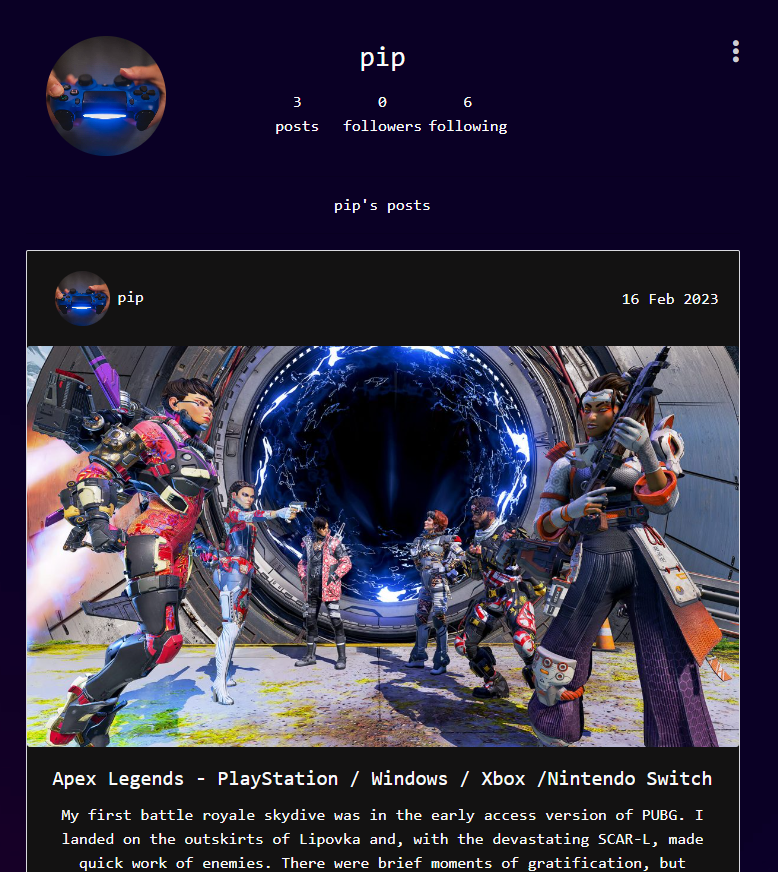 pip
3 0 6
posts followers following
pip's posts
pip 16 Feb 2023
Apex Legends - PlayStation / Windows / Xbox /Nintendo Switch
My first battle royale skydive was in the early access version of PUBG. I
landed on the outskirts of Lipovka and, with the devastating SCAR-L, made
quick work of enemies. There were brief moments of gratification, but